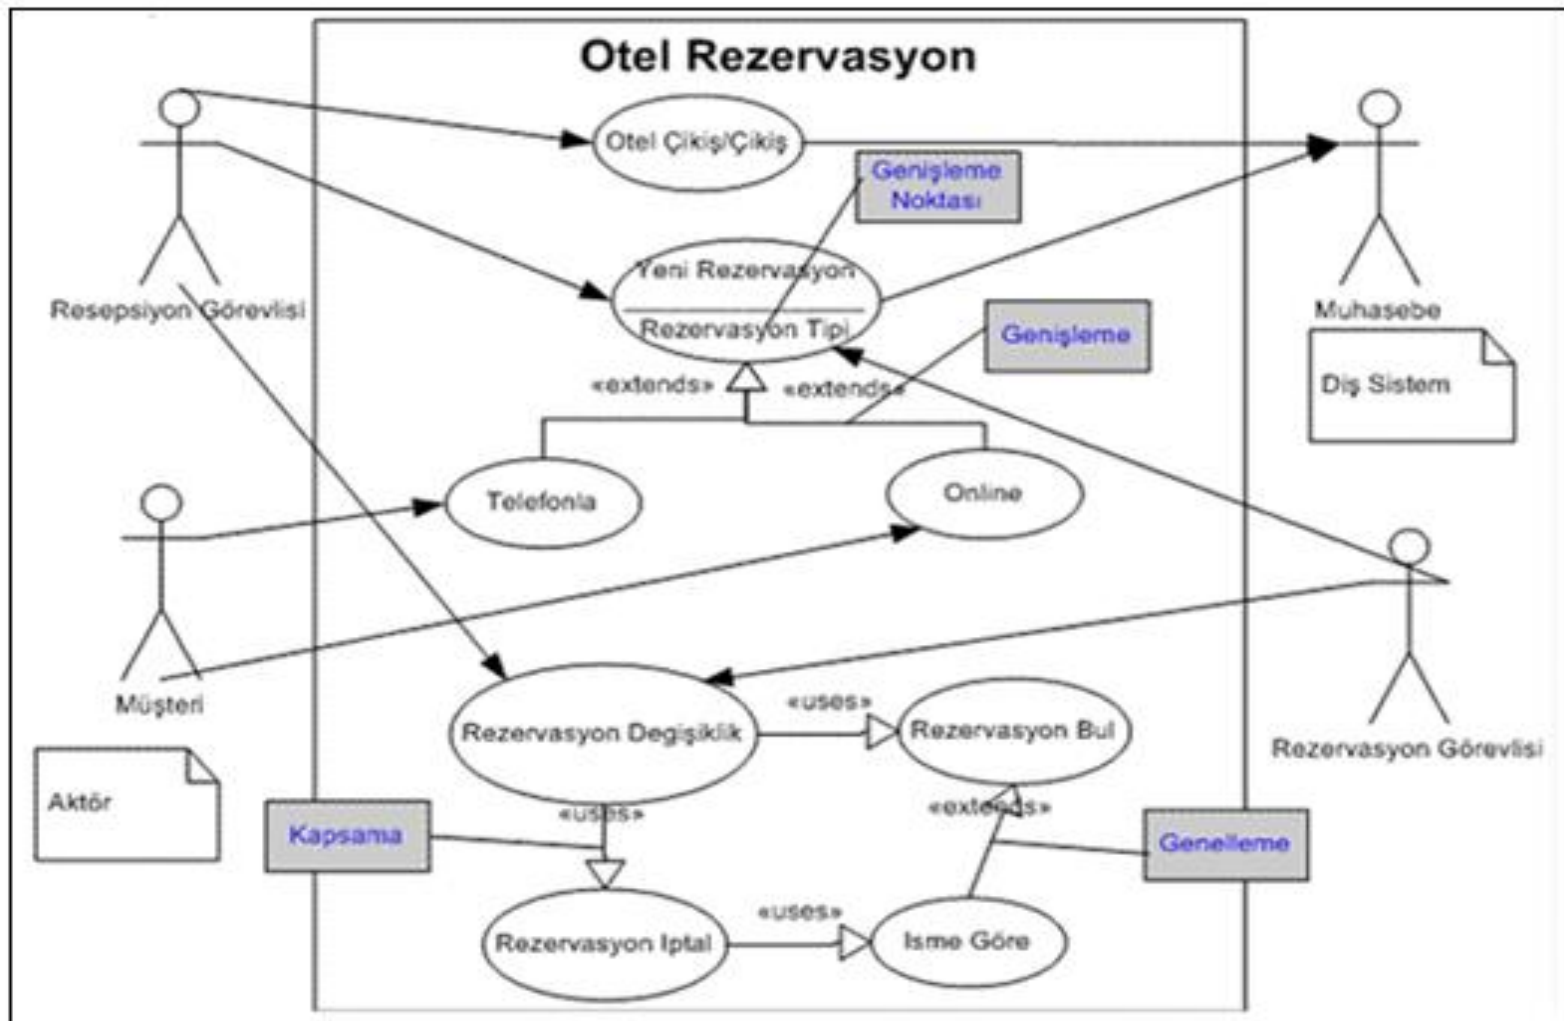 Otel Rezervasyon
Otel Çikiş/Çikiş
Genişleme
Noktası
Yeni Rezervasyon
Rezervasyon Tipi
Resepsiyon Görevlisi
Muhasebe
Genişleme
Diş Sistem
«extends»
«extends»
Telefonla
Online
Müşteri
Rezervasyon Degişiklik
«uses»
Rezervasyon Bul
Rezervasyon Görevlisi
Aktör
Kapsama
«uses»
«extends»
Genelleme
Rezervasyon Iptal
«uses»
Isme Göre